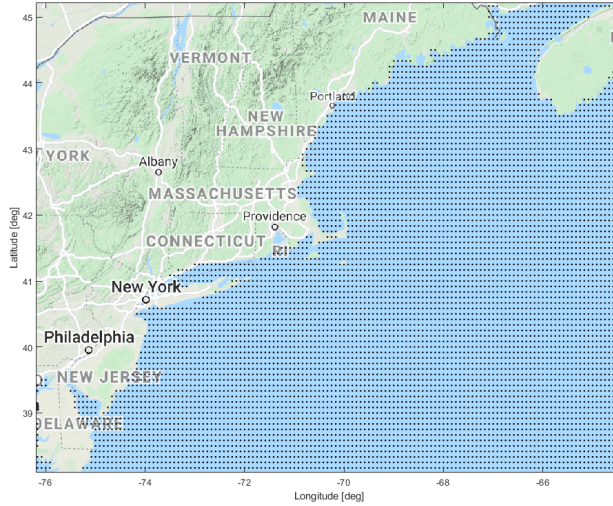 45
MAINE
VERMONT
44
Portland
NEW
HAMPSHIRE
43
YORK
Albany
MASSACHUSETTS
42
Providence
CONNECTICUT
RI
41
New York
Philadelphia
40
NEW JERSEY
39
DELAWARE
Latitude [deg]
-76
-74
-72
-70
-68
-66
Longitude [deg]